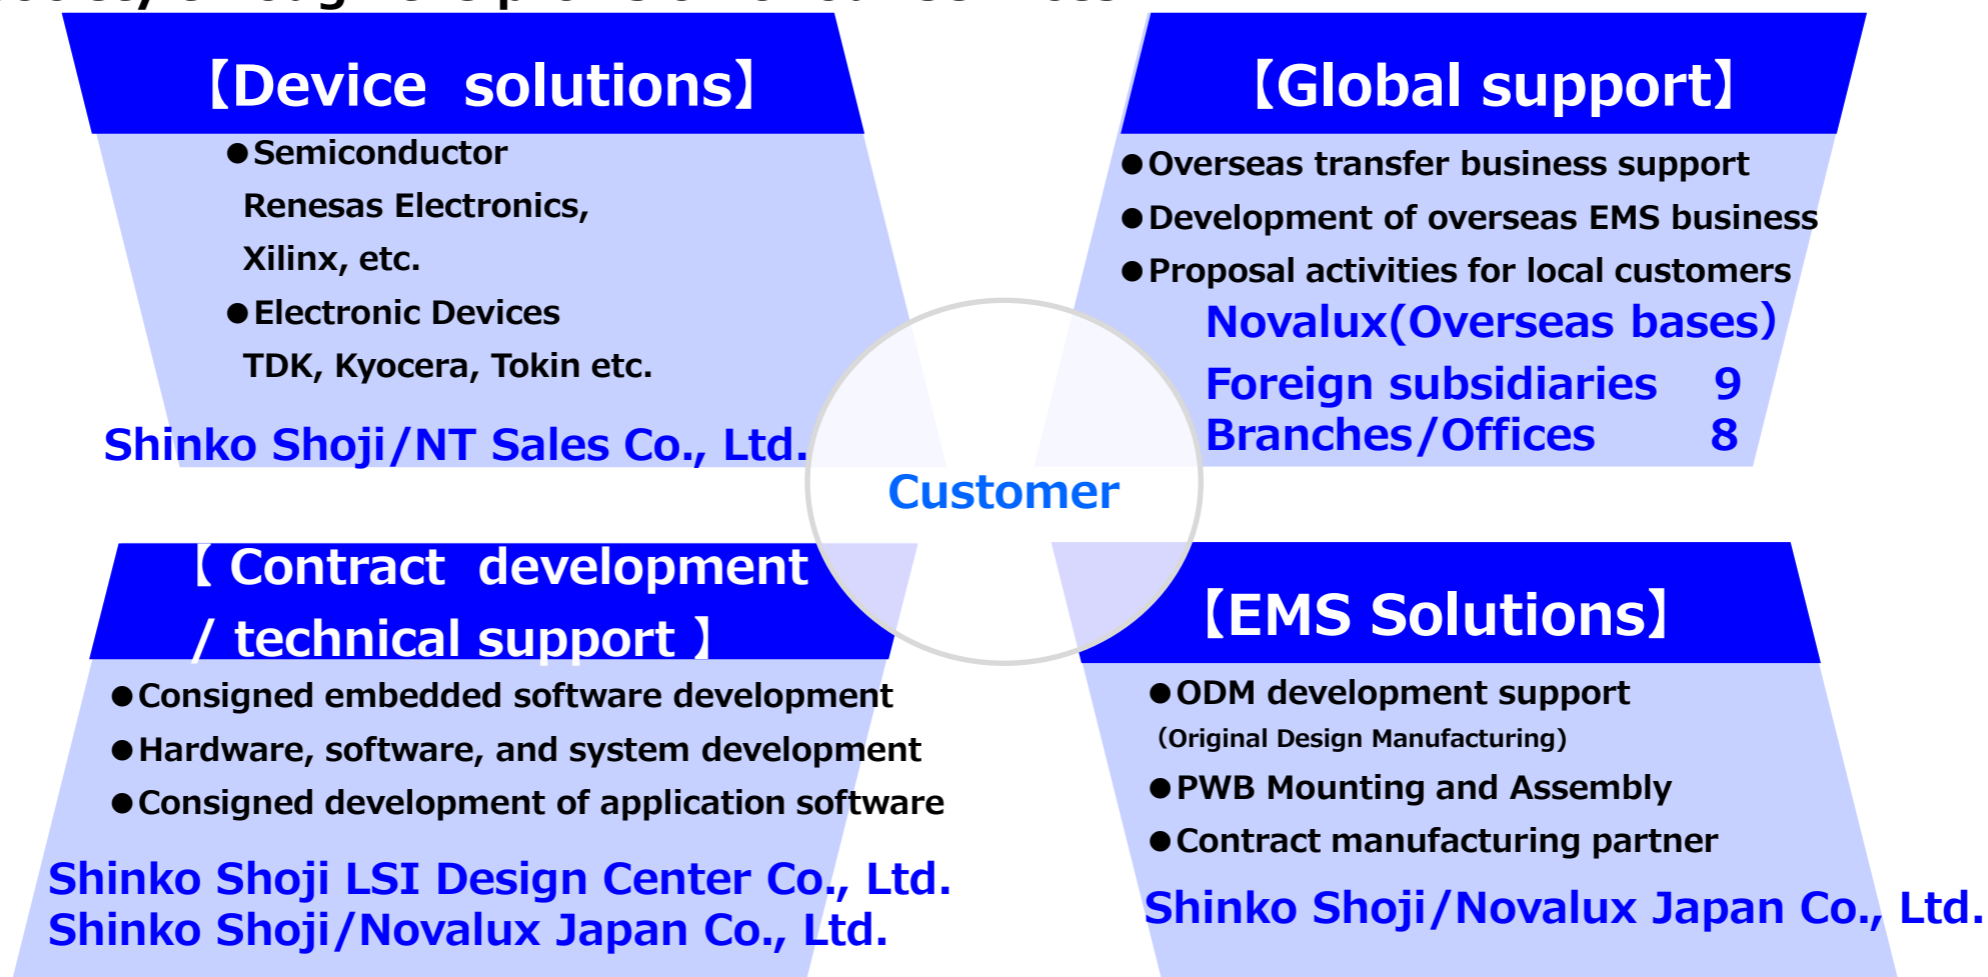 【Device solutions】
●Semiconductor
Renesas Electronics,
Xilinx, etc.
●Electronic Devices
TDK, Kyocera, Tokin etc.
Shinko Shoji/NT Sales Co., Ltd.
【Global support】
●Overseas transfer business support
●Development of overseas EMS business
●Proposal activities for local customers
Novalux(Overseas bases）
Foreign subsidiaries 9
Branches/Offices 8
Customer
【 Contract development
/ technical support 】
●Consigned embedded software development
●Hardware, software, and system development
●Consigned development of application software
Shinko Shoji LSI Design Center Co., Ltd.
Shinko Shoji/Novalux Japan Co., Ltd.
【EMS Solutions】
●ODM development support
（Original Design Manufacturing)
●PWB Mounting and Assembly
●Contract manufacturing partner
Shinko Shoji/Novalux Japan Co., Ltd.